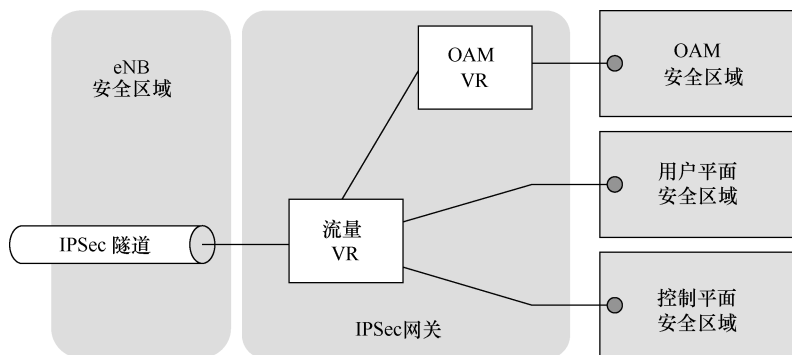 eNB
安全区域
OAM
VR
OAM
安全区域
用户平面
安全区域
IPSec 隧道
流量
VR
控制平面
安全区域
IPSec网关